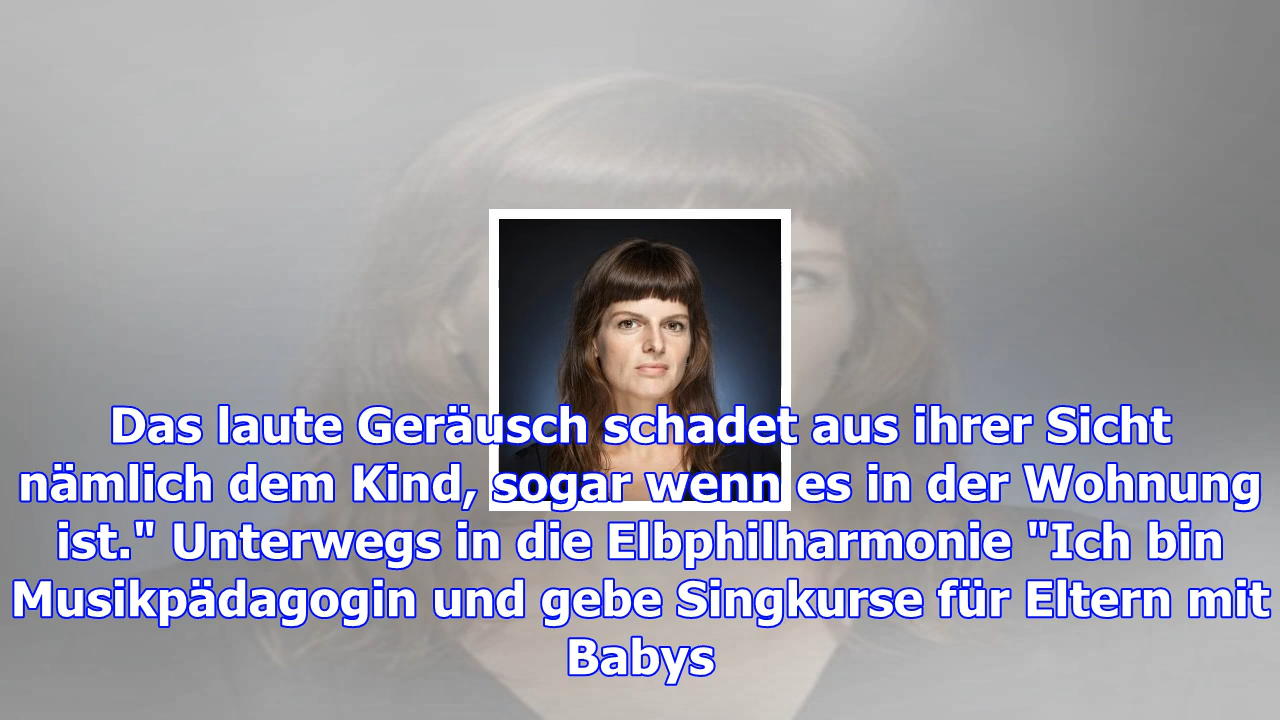 Das laute Geräusch schadet aus ihrer Sicht
nämlich dem Kind, sogar wenn es in der Wohnung
ist." Unterwegs in die Elbphilharmonie "Ich bin
Musikpädagogin und gebe Singkurse für Eltern mit
Babys